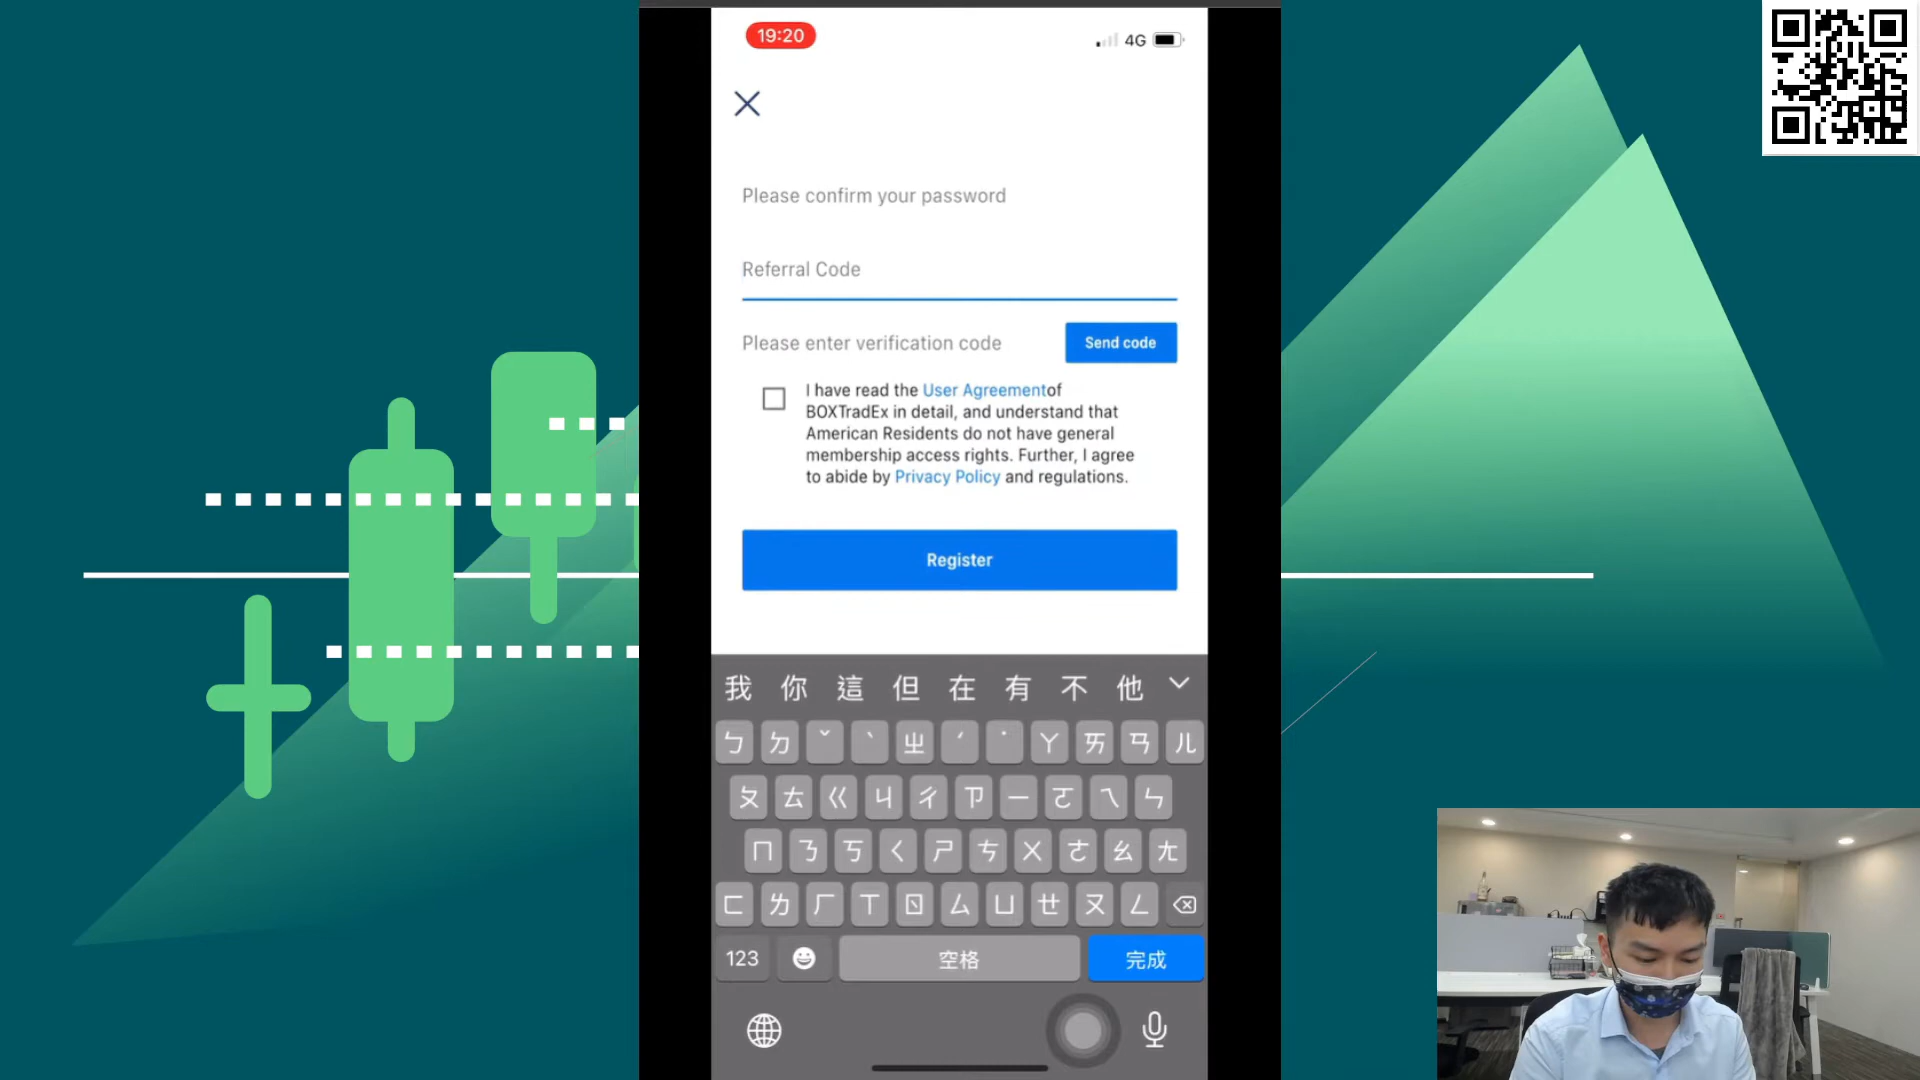 19:20
4G
Please confirm your password
Referral Code
Please enter verification code
Send code
I have read the User Agreementof
BOXTradEx in detail, and understand that
American Residents do not have general
membership access rights. Further, I agree
to abide by Privacy Policy and regulations.
Register
我 你 這 但 在 有 不 他
ㄅ ㄉ ˇ ˋ ㄓ ˊ ˙ ㄚ ㄞ ㄢ ㄦ
ㄆ ㄊ ㄍ ㄐ ㄔ ㄗ ㄧ ㄛ ㄟ ㄣ
ㄇ ㄋ ㄎ ㄑ ㄕ ㄘ ㄨ ㄜ ㄠ ㄤ
ㄈ ㄌ ㄏ ㄒ ㄖ ㄙ ㄩ ㄝ ㄡ ㄥ
123 空格 完成